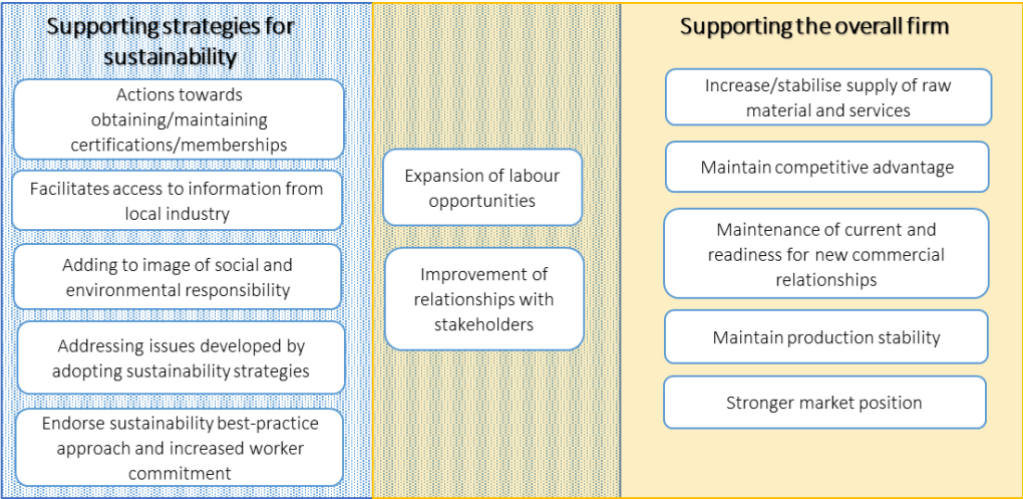 Supporting strategies for
sustainability
Actions towards
obtaining/maintaining
certifications/memberships
Facilitates access to information from
local industry
Adding to image of social and
environmental responsibility
Addressing issues developed by
adopting sustainability strategies
Endorse sustainability best-practice
approach and increased worker
commitment
Expansion of labour
opportunities
Improvement of
relationships with
stakeholders
Supporting the overall firm
Increase/stabilise supply of raw
material and services
Maintain competitive advantage
Maintenance of current and
readiness for new commercial
relationships
Maintain production stability
Stronger market position